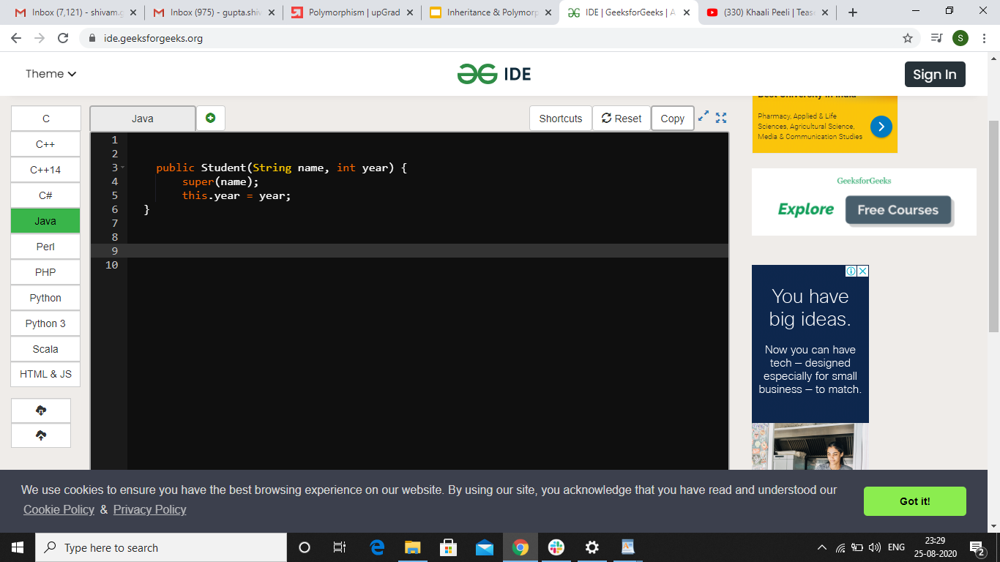 Inbox (7,121) - shivam.g
Inbox (975) - gupta.shiv
Polymorphism | upGrad
Inheritance & Polymorp
IDE | GeeksforGeeks | A
(330) Khaali Peeli | Teas
ide.geeksforgeeks.org
S
Theme
IDE
Sign In
C
C++
C++14
C#
Java
Perl
PHP
Python
Python 3
Scala
HTML & JS
Java
Shortcuts
Reset
Copy
1
2
3 public Student(String name, int year) {
4 super(name);
5 this.year = year;
6 }
7
8
9
10
Best University in India
Pharmacy, Applied & Life
Sciences, Agricultural Science,
Media & Communication Studies
GeeksforGeeks
Explore Free Courses
You have
big ideas.
Now you can have
tech – designed
especially for small
business – to match.
We use cookies to ensure you have the best browsing experience on our website. By using our site, you acknowledge that you have read and understood our
Cookie Policy & Privacy Policy
Got it!
Type here to search
ENG
23:29
25-08-2020
2